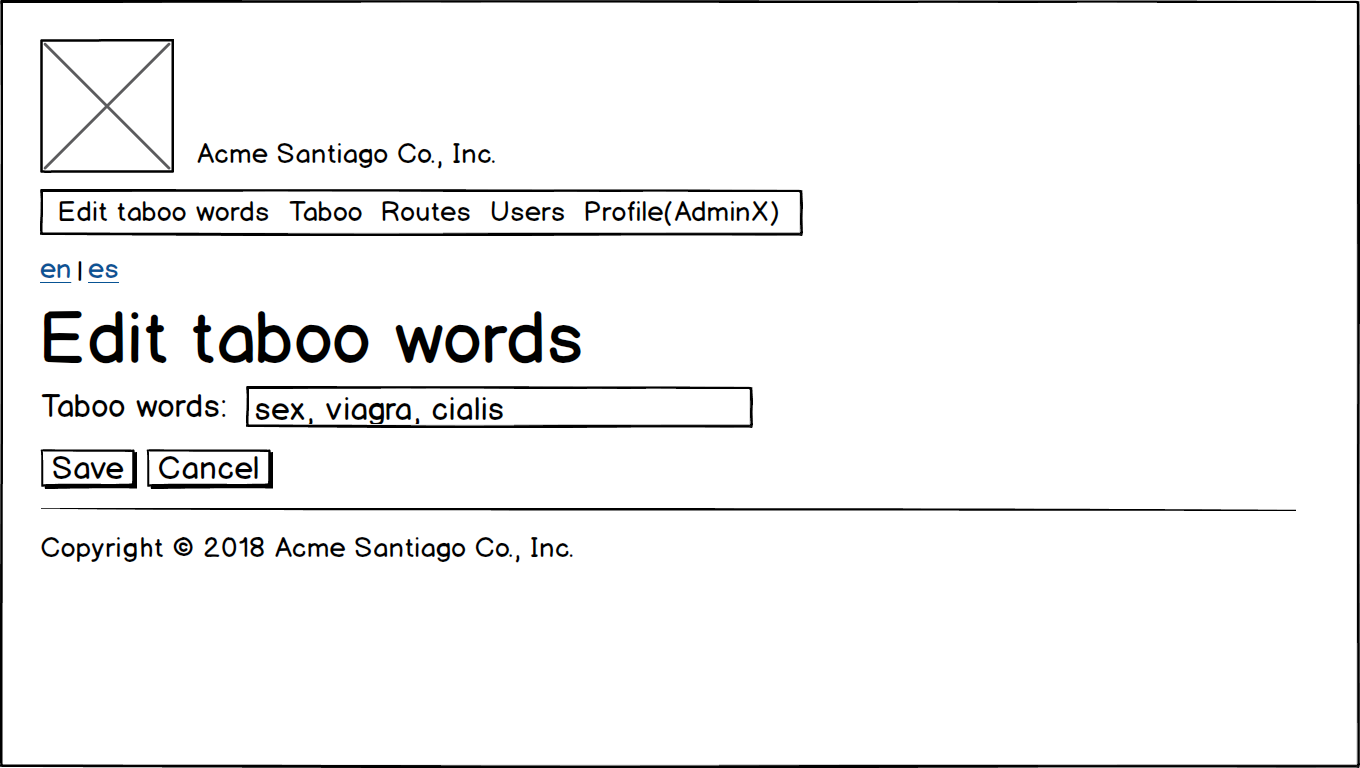 Acme Santiago Co., Inc.
Edit taboo words Taboo Routes Users Profile(AdminX)
en | es
Edit taboo words
Taboo words: sex, viagra, cialis
Save Cancel
Copyright © 2018 Acme Santiago Co., Inc.